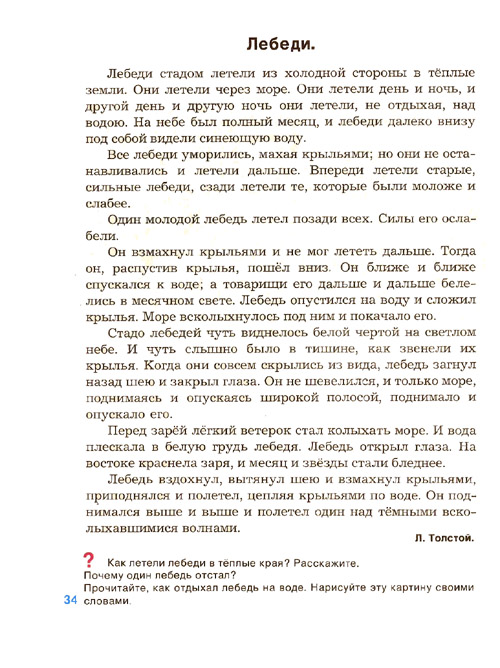 Лебеди.
Лебеди стадом летели из холодной стороны в тёплые
земли. Они летели через море. Они летели день и ночь, и
другой день и другую ночь они летели, не отдыхая, над
водою. На небе был полный месяц, и лебеди далеко внизу
под собой видели синеющую воду.
Все лебеди уморились, махая крыльями; но они не оста-
навливались и летели дальше. Впереди летели старые,
сильные лебеди, сзади летели те, которые были моложе и
слабее.
Один молодой лебедь летел позади всех. Силы его осла-
бели.
Он взмахнул крыльями и не мог лететь дальше. Тогда
он, распустив крылья, пошёл вниз. Он ближе и ближе
спускался к воде; а товарищи его дальше и дальше беле-
лись в месячном свете. Лебедь опустился на воду и сложил
крылья. Море всколыхнулось под ним и покачало его.
Стадо лебедей чуть виднелось белой чертой на светлом
небе. И чуть слышно было в тишине, как звенели их
крылья. Когда они совсем скрылись из вида, лебедь загнул
назад шею и закрыл глаза. Он не шевелился, и только море,
поднимаясь и опускаясь широкой полосой, поднимало и
опускало его.
Перед зарёй лёгкий ветерок стал колыхать море. И вода
плескала в белую грудь лебедя. Лебедь открыл глаза. На
востоке краснела заря, и месяц и звёзды стали бледнее.
Лебедь вздохнул, вытянул шею и взмахнул крыльями,
приподнялся и полетел, цепляя крыльями по воде. Он под-
нимался выше и выше и полетел один над тёмными вско-
лыхавшимися волнами.
Л. Толстой.
? Как летели лебеди в тёплые края? Расскажите.
Почему один лебедь отстал?
Прочитайте, как отдыхал лебедь на воде. Нарисуйте эту картину своими
34 словами.